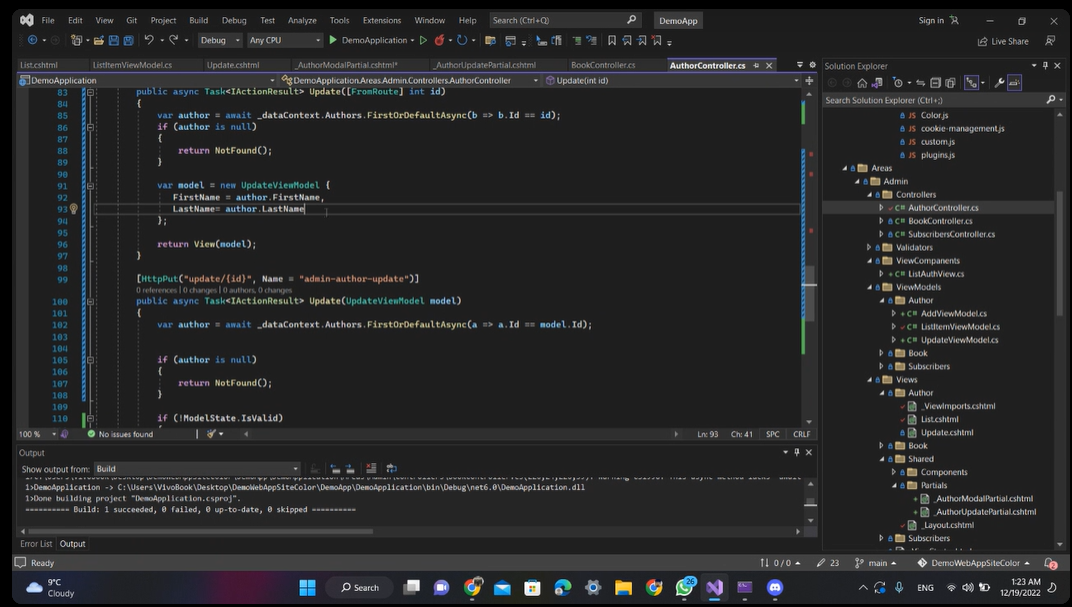 File Edit View Git Project Build Debug Test Analyze Tools Extensions Window Help Search (Ctrl+Q) DemoApp Sign in
Debug Any CPU DemoApplication Live Share
List.cshtml ListItemViewModel.cs Update.cshtml _AuthorModalPartial.cshtml* _AuthorUpdatePartial.cshtml BookController.cs AuthorController.cs
DemoApplication DemoApplication.Areas.Admin.Controllers.AuthorController Update(int id)
83 public async Task<IActionResult> Update([FromRoute] int id)
84 {
85 var author = await _dataContext.Authors.FirstOrDefaultAsync(b => b.Id == id);
86 if (author is null)
87 {
88 return NotFound();
89 }
90
91 var model = new UpdateViewModel {
92 FirstName = author.FirstName,
93 LastName= author.LastName
94 };
95
96 return View(model);
97 }
98
99 [HttpPut("update/{id}", Name = "admin-author-update")]
0 references | 0 changes | 0 authors, 0 changes
100 public async Task<IActionResult> Update(UpdateViewModel model)
101 {
102 var author = await _dataContext.Authors.FirstOrDefaultAsync(a => a.Id == model.Id);
103
104
105 if (author is null)
106 {
107 return NotFound();
108 }
109
110 if (!ModelState.IsValid)
100 % No issues found Ln: 93 Ch: 41 SPC CRLF
Output
Show output from: Build
1>DemoApplication -> C:\Users\VivoBook\Desktop\DemoWebAppSiteColor\DemoApp\DemoApplication\bin\Debug\net6.0\DemoApplication.dll
1>Done building project "DemoApplication.csproj".
========== Build: 1 succeeded, 0 failed, 0 up-to-date, 0 skipped ==========
Error List Output
Solution Explorer
Search Solution Explorer (Ctrl+;)
JS Color.js
JS cookie-management.js
JS custom.js
JS plugins.js
Areas
Admin
Controllers
C# AuthorController.cs
C# BookController.cs
C# SubscribersController.cs
Validators
ViewCompanents
C# ListAuthView.cs
ViewModels
Author
C# AddViewModel.cs
C# ListItemViewModel.cs
C# UpdateViewModel.cs
Book
Subscribers
Views
Author
_ViewImports.cshtml
List.cshtml
Update.cshtml
Book
Shared
Components
Partials
_AuthorModalPartial.cshtml
_AuthorUpdatePartial.cshtml
_Layout.cshtml
Subscribers
Ready 0 / 0 23 main DemoWebAppSiteColor 2
9°C
Cloudy
Search
26
ENG
1:23 AM
12/19/2022